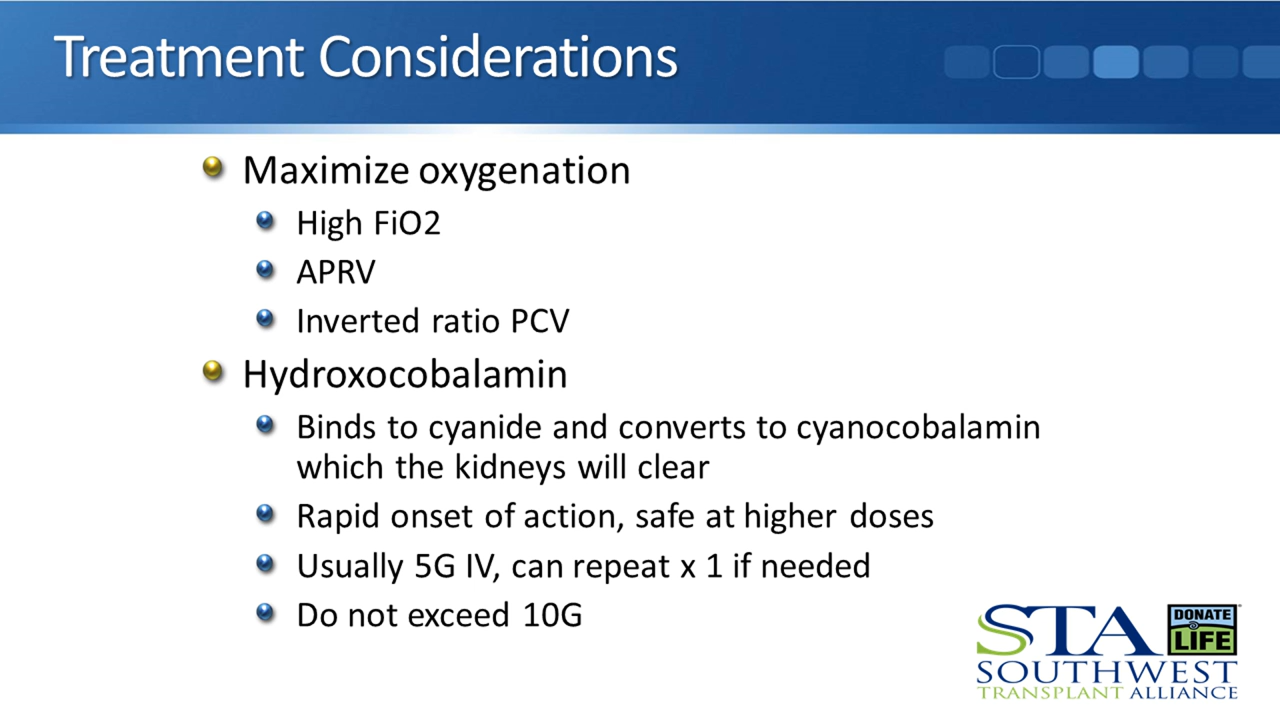 Treatment Considerations
Maximize oxygenation
High FiO2
APRV
Inverted ratio PCV
Hydroxocobalamin
Binds to cyanide and converts to cyanocobalamin
which the kidneys will clear
Rapid onset of action, safe at higher doses
Usually 5G IV, can repeat x 1 if needed
Do not exceed 10G
STA
DONATE
LIFE
SOUTHWEST
TRANSPLANT ALLIANCE